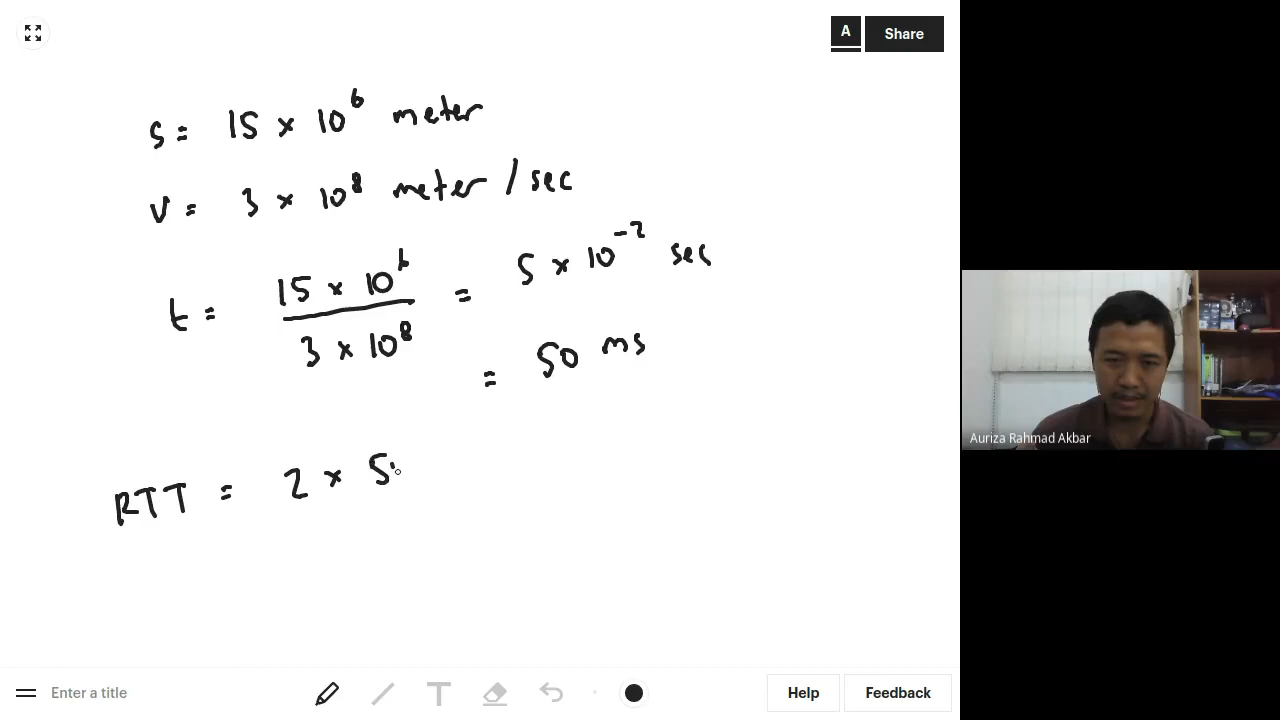 A Share
s = 15 × 10⁶ meter
v = 3 × 10⁸ meter / sec
t = 15 × 10⁶ / 3 × 10⁸ = 5 × 10⁻² sec
= 50 ms
RTT = 2 × 5
Auriza Rahmad Akbar
Enter a title T Help Feedback